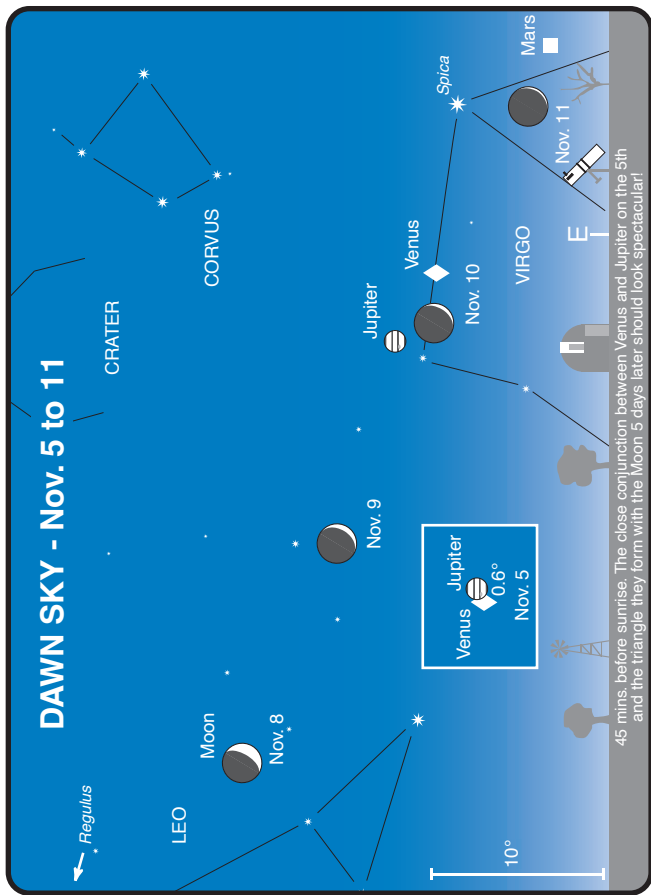 DAWN SKY - Nov. 5 to 11
Regulus
LEO
Moon
Nov. 8
Nov. 9
CRATER
CORVUS
Jupiter
Venus
Nov. 10
Spica
VIRGO
Mars
Nov. 11
Venus
Jupiter
0.6°
Nov. 5
10°
E
45 mins. before sunrise. The close conjunction between Venus and Jupiter on the 5th
and the triangle they form with the Moon 5 days later should look spectacular!